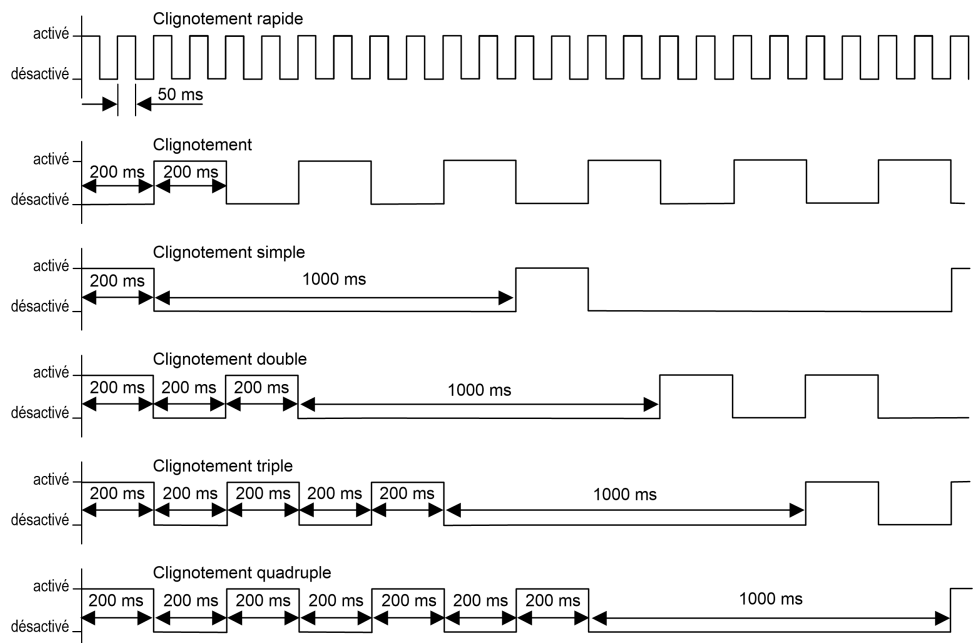 Clignotement rapide
activé
désactivé
50 ms
Clignotement
activé
200 ms 200 ms
désactivé
Clignotement simple
activé
200 ms 1000 ms
désactivé
Clignotement double
activé
200 ms 200 ms 200 ms 1000 ms
désactivé
Clignotement triple
activé
200 ms 200 ms 200 ms 200 ms 200 ms 1000 ms
désactivé
Clignotement quadruple
activé
200 ms 200 ms 200 ms 200 ms 200 ms 200 ms 200 ms 1000 ms
désactivé